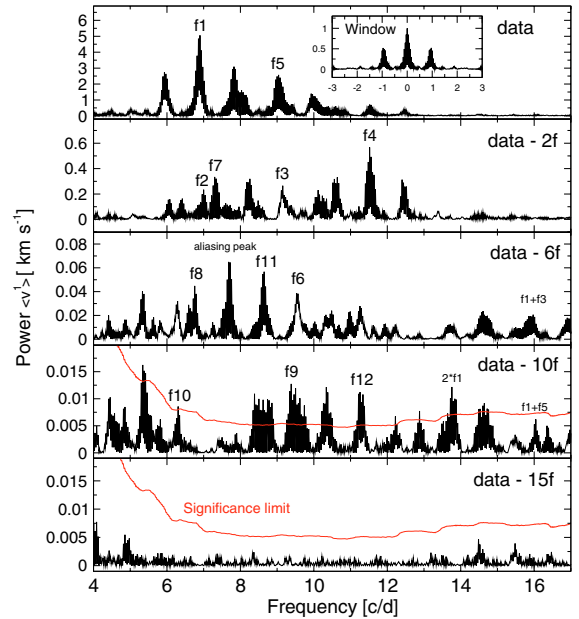 data
Window
f1
f5
6
5
4
3
2
1
0
1
0.5
0
-3 -2 -1 0 1 2 3
data - 2f
f4
f7
f2
f3
0.6
0.4
0.2
0
data - 6f
aliasing peak
f8
f11
f6
f1+f3
0.08
0.06
0.04
0.02
0
Power <v¹> [ km s⁻¹]
data - 10f
f10
f9
f12
2*f1
f1+f5
0.015
0.01
0.005
0
data - 15f
Significance limit
0.015
0.01
0.005
0
4 6 8 10 12 14 16
Frequency [c/d]